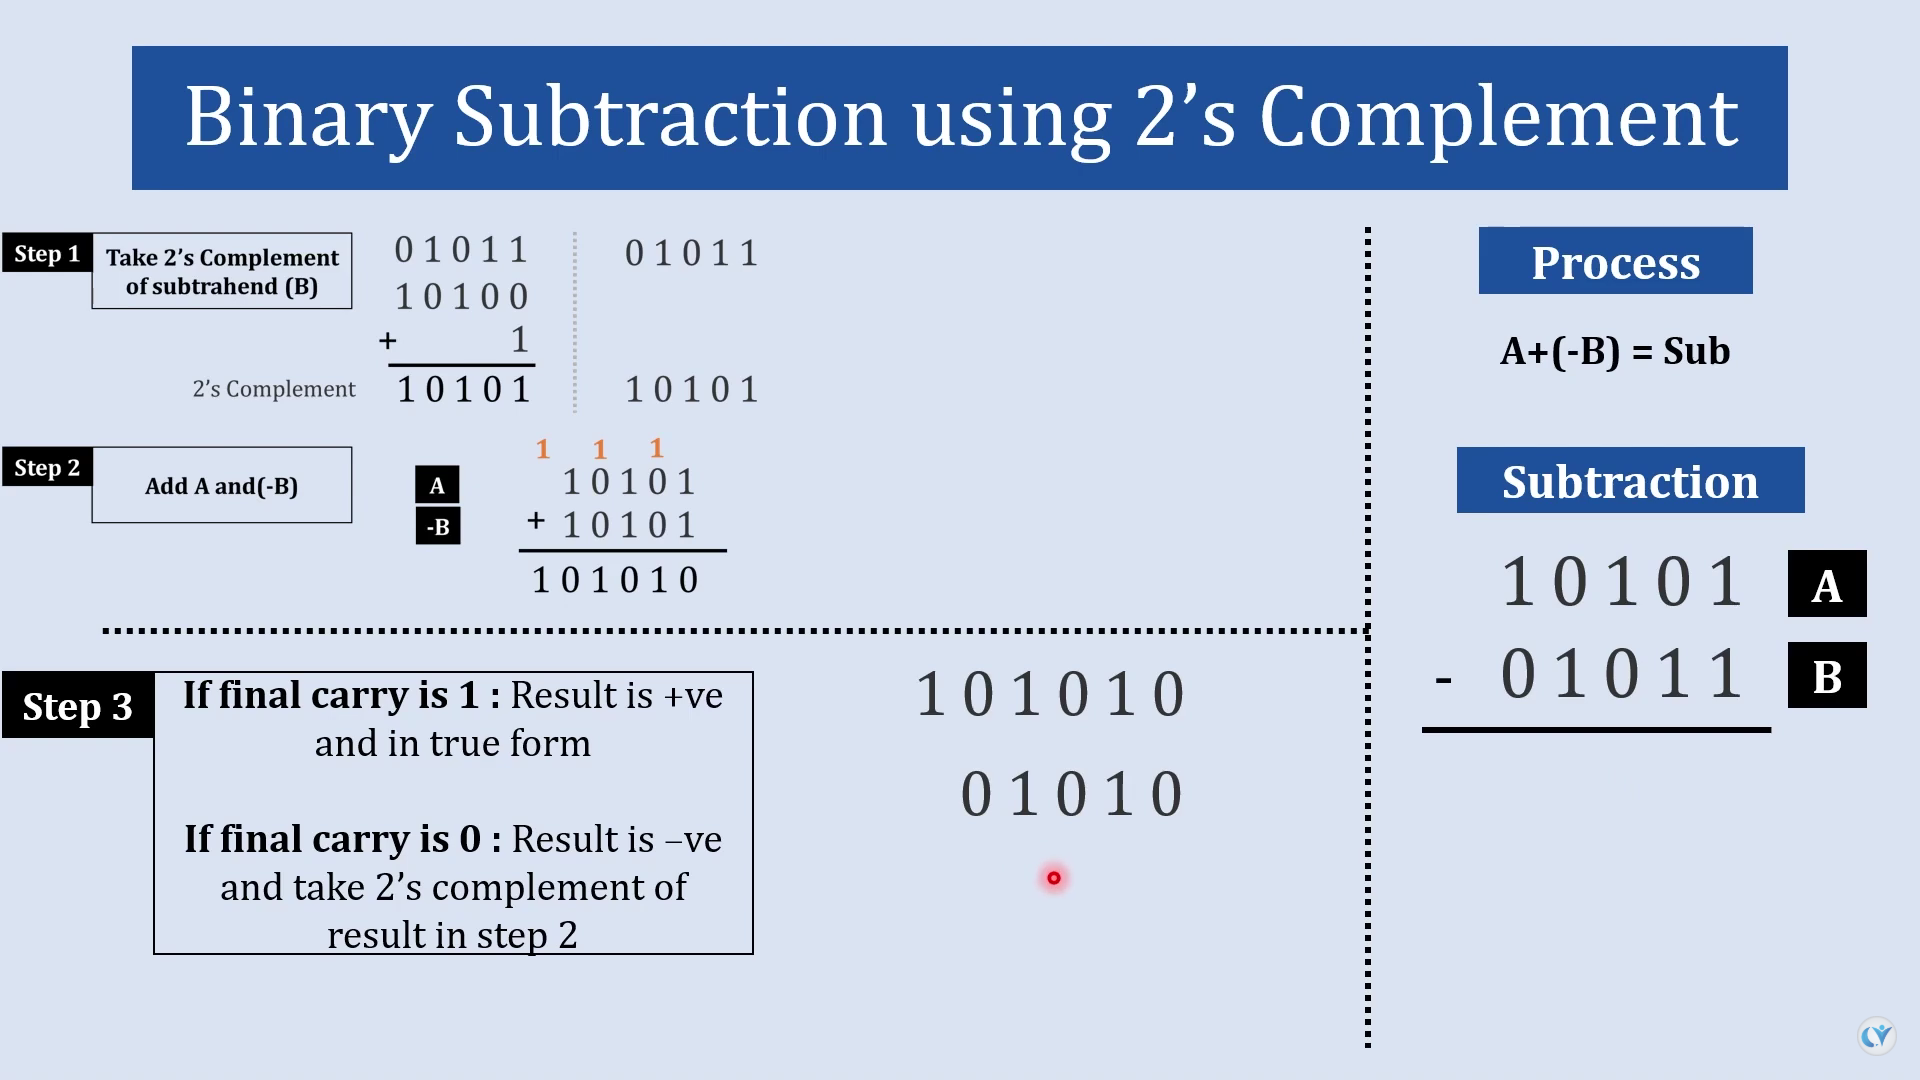 Binary Subtraction using 2’s Complement
Step 1
Take 2’s Complement
of subtrahend (B)
0 1 0 1 1
1 0 1 0 0
+ 1
2’s Complement
1 0 1 0 1
0 1 0 1 1
1 0 1 0 1
Step 2
Add A and(-B)
1 1 1
A
1 0 1 0 1
-B
+ 1 0 1 0 1
1 0 1 0 1 0
Step 3
If final carry is 1 : Result is +ve
and in true form
If final carry is 0 : Result is –ve
and take 2’s complement of
result in step 2
1 0 1 0 1 0
0 1 0 1 0
Process
A+(-B) = Sub
Subtraction
1 0 1 0 1 A
- 0 1 0 1 1 B